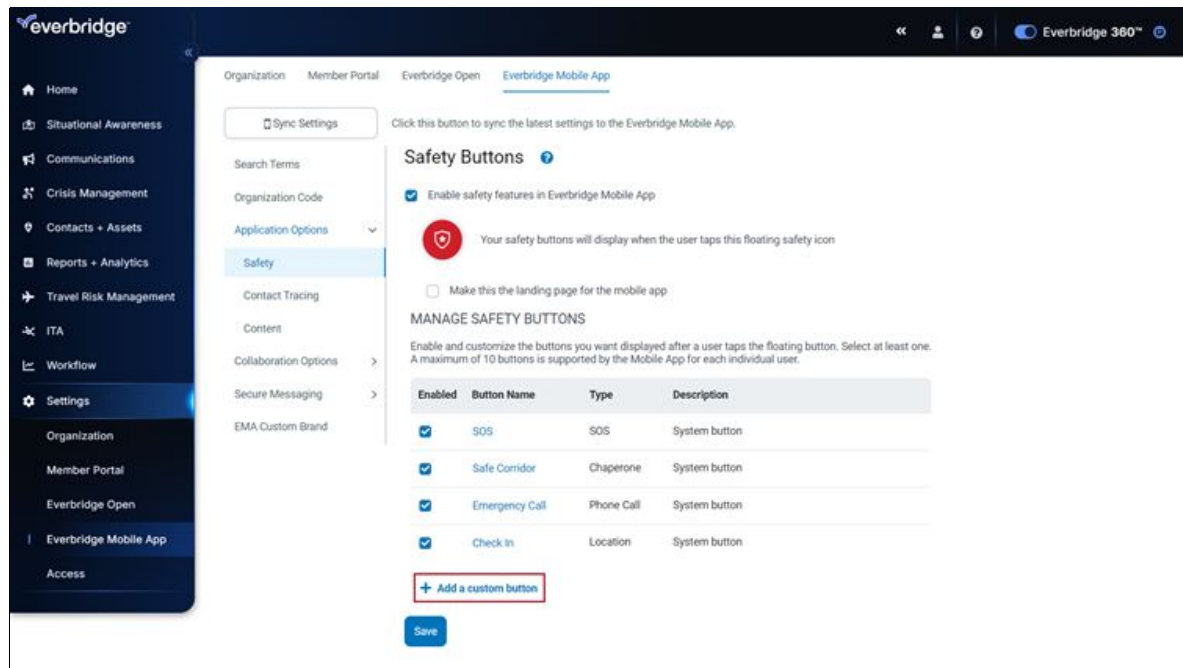 everbridge
Everbridge 360™
Home
Situational Awareness
Communications
Crisis Management
Contacts + Assets
Reports + Analytics
Travel Risk Management
ITA
Workflow
Settings
Organization
Member Portal
Everbridge Open
Everbridge Mobile App
Access
Organization Member Portal Everbridge Open Everbridge Mobile App
Sync Settings
Click this button to sync the latest settings to the Everbridge Mobile App.
Search Terms
Organization Code
Application Options
Safety
Contact Tracing
Content
Collaboration Options
Secure Messaging
EMA Custom Brand
Safety Buttons
Enable safety features in Everbridge Mobile App
Your safety buttons will display when the user taps this floating safety icon
Make this the landing page for the mobile app
MANAGE SAFETY BUTTONS
Enable and customize the buttons you want displayed after a user taps the floating button. Select at least one.
A maximum of 10 buttons is supported by the Mobile App for each individual user.
Enabled Button Name Type Description
SOS SOS System button
Safe Corridor Chaperone System button
Emergency Call Phone Call System button
Check In Location System button
+ Add a custom button
Save